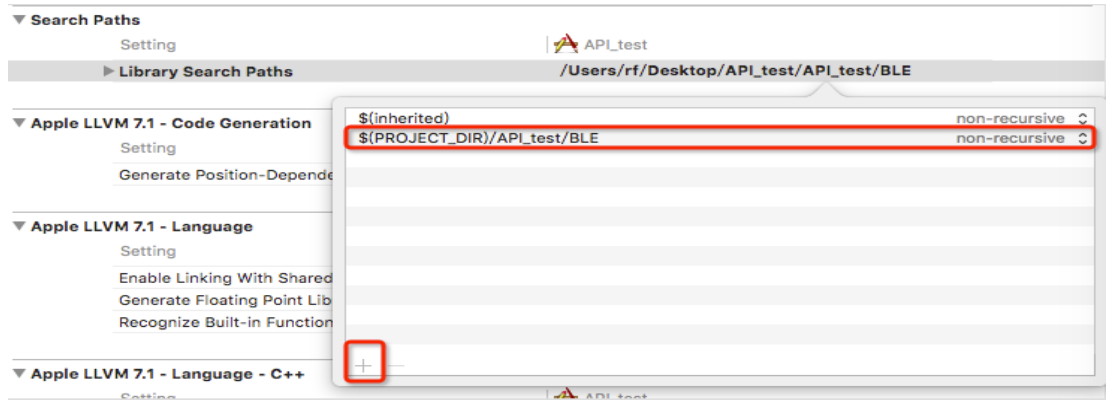 Search Paths
Setting API_test
Library Search Paths /Users/rf/Desktop/API_test/API_test/BLE
$(inherited) non-recursive
$(PROJECT_DIR)/API_test/BLE non-recursive
Apple LLVM 7.1 - Code Generation
Setting
Generate Position-Depende
Apple LLVM 7.1 - Language
Setting
Enable Linking With Shared
Generate Floating Point Lib
Recognize Built-in Function
Apple LLVM 7.1 - Language - C++
Setting API_test